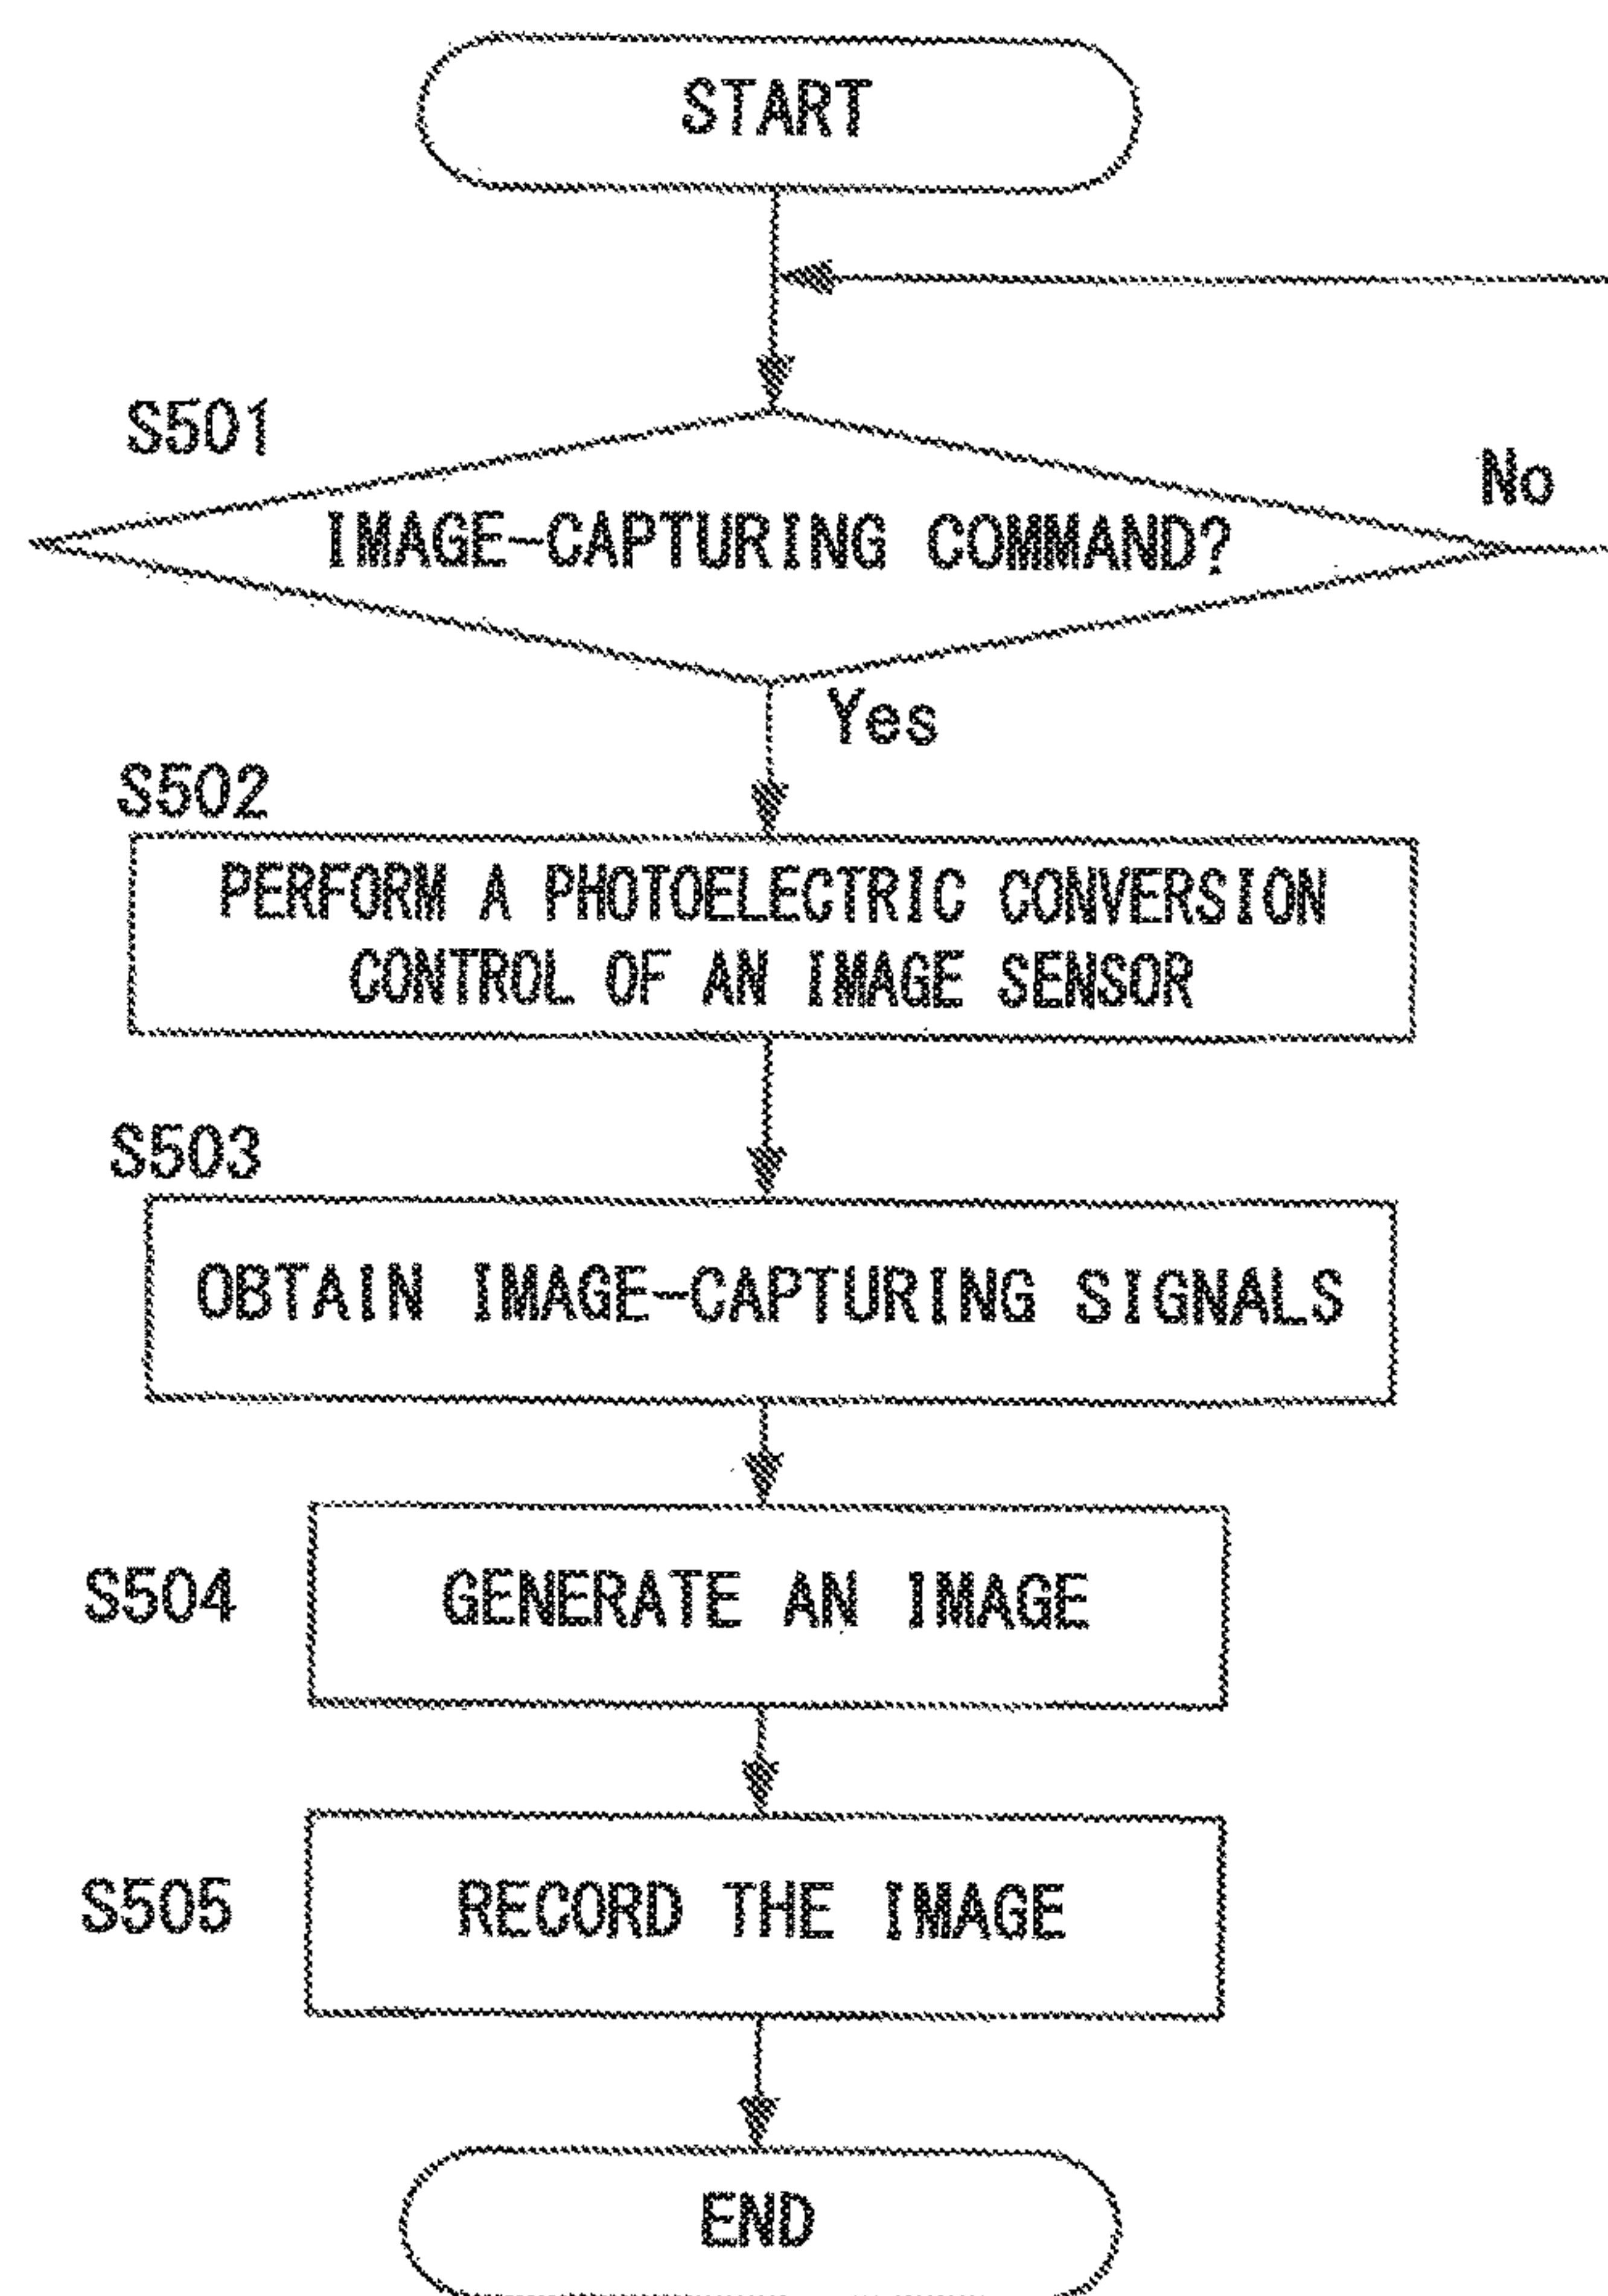 START
S501
No
IMAGE-CAPTURING COMMAND?
Yes
S502
PERFORM A PHOTOELECTRIC CONVERSION
CONTROL OF AN IMAGE SENSOR
S503
OBTAIN IMAGE-CAPTURING SIGNALS
S504
GENERATE AN IMAGE
S505
RECORD THE IMAGE
END